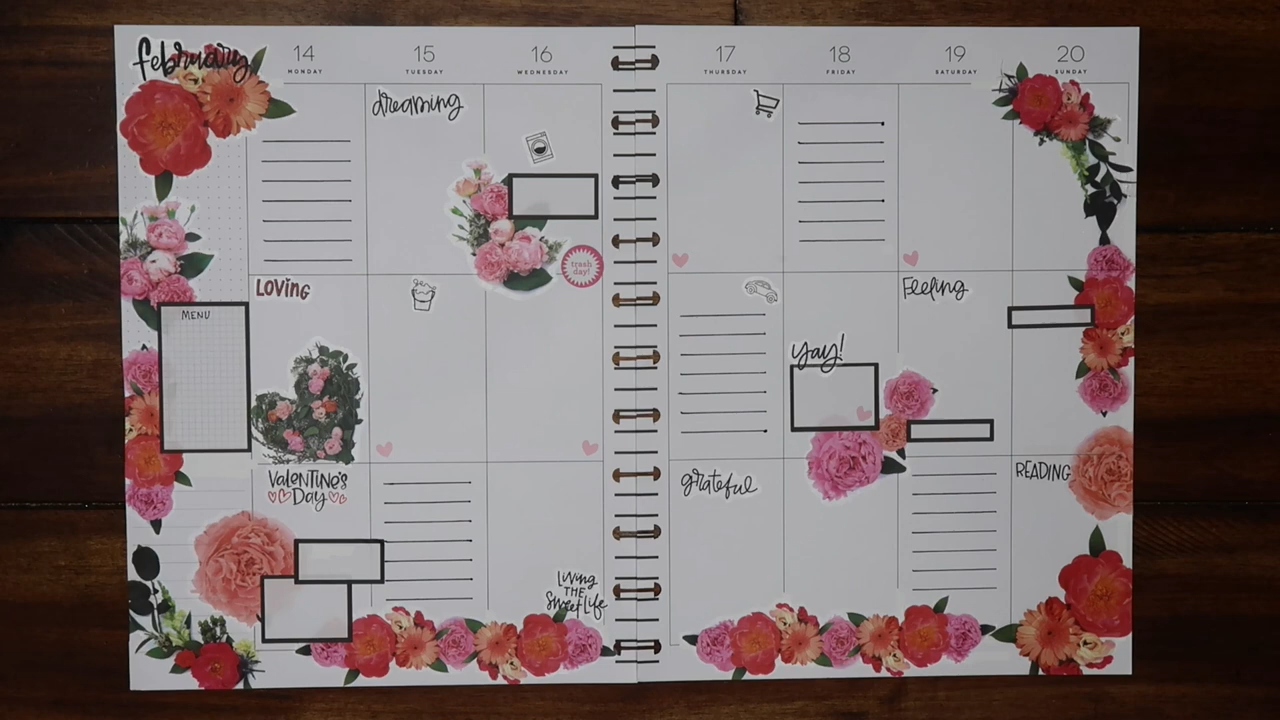 february
14
MONDAY
15
TUESDAY
16
WEDNESDAY
17
THURSDAY
18
FRIDAY
19
SATURDAY
20
SUNDAY
dreaming
trash
day!
LOVING
MENU
Feeling
yay!
VALENTINE'S
DAY
grateful
READING
LIVING
THE
Sweet Life